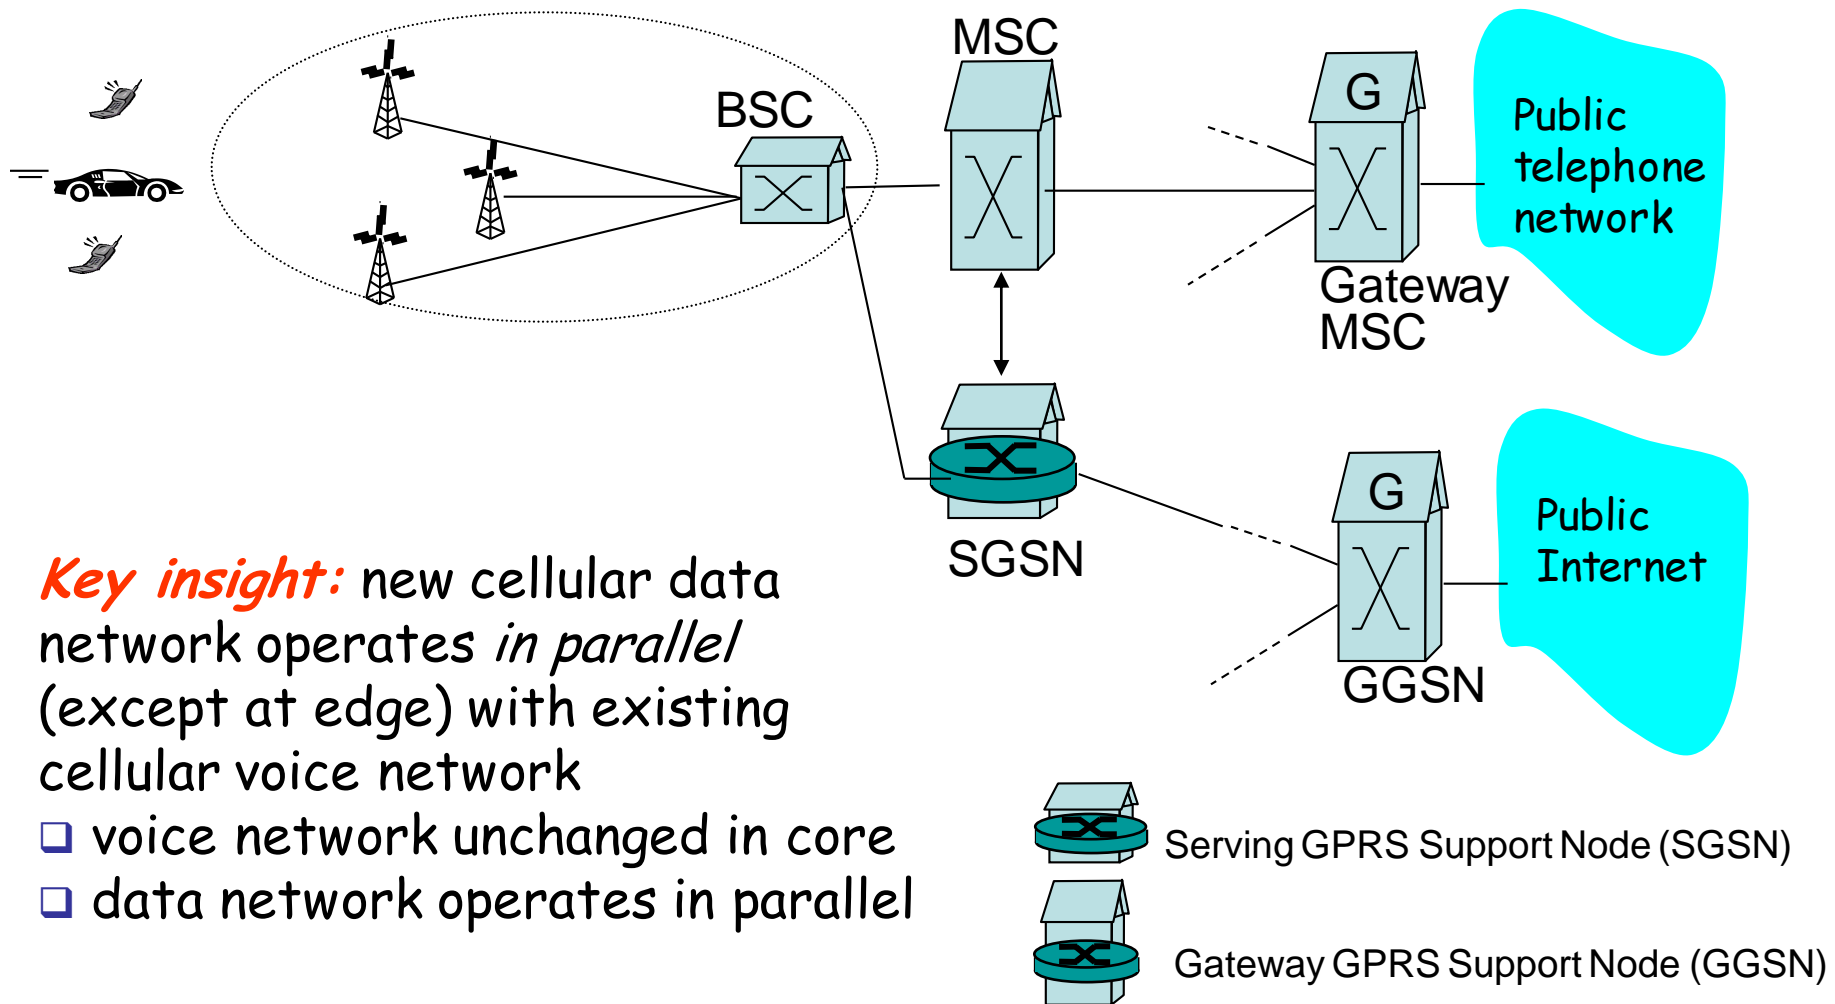 MSC
BSC
G
Public
telephone
network
Gateway
MSC
G
Public
Internet
SGSN
GGSN
Key insight: new cellular data
network operates in parallel
(except at edge) with existing
cellular voice network
❑ voice network unchanged in core
❑ data network operates in parallel
Serving GPRS Support Node (SGSN)
Gateway GPRS Support Node (GGSN)